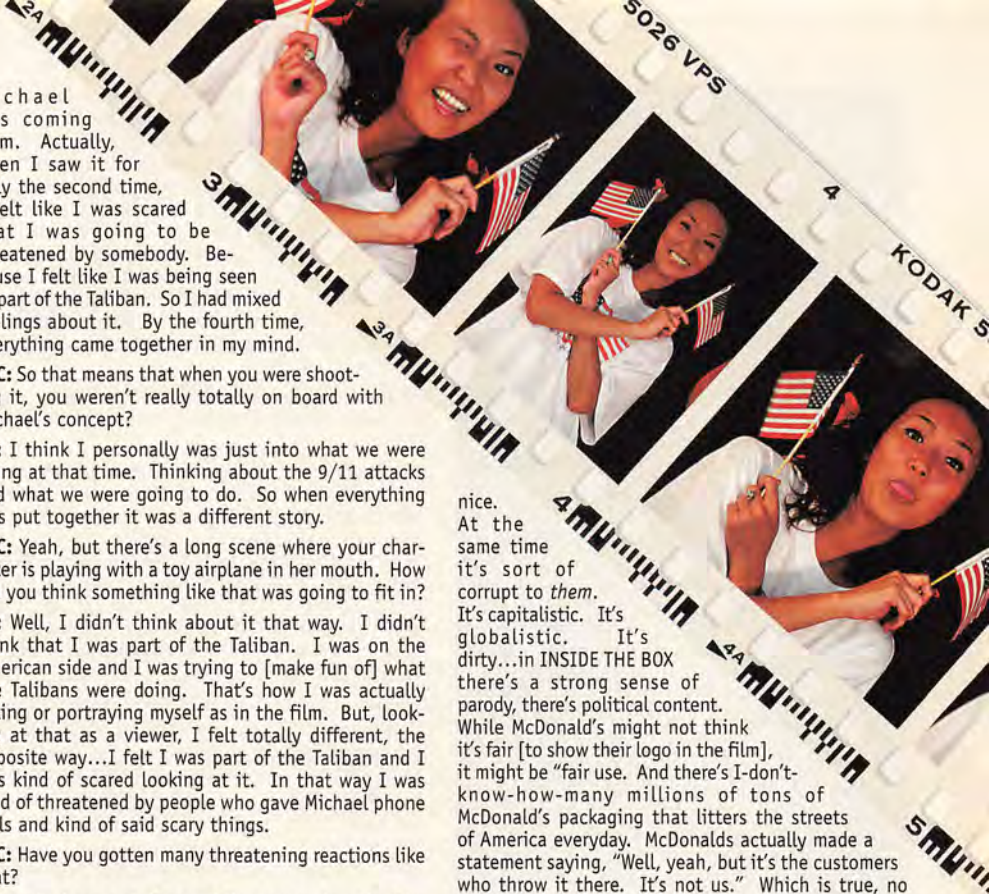 chael
s coming
m. Actually,
en I saw it for
ly the second time,
elt like I was scared
at I was going to be
eatened by somebody. Be-
use I felt like I was being seen
part of the Taliban. So I had mixed
lings about it. By the fourth time,
erything came together in my mind.
C: So that means that when you were shoot-
it, you weren't really totally on board with
chael's concept?
: I think I personally was just into what we were
ing at that time. Thinking about the 9/11 attacks
d what we were going to do. So when everything
s put together it was a different story.
C: Yeah, but there's a long scene where your char-
ter is playing with a toy airplane in her mouth. How
you think something like that was going to fit in?
: Well, I didn't think about it that way. I didn't
nk that I was part of the Taliban. I was on the
erican side and I was trying to [make fun of] what
e Talibans were doing. That's how I was actually
ing or portraying myself as in the film. But, look-
at that as a viewer, I felt totally different, the
posite way...I felt I was part of the Taliban and I
s kind of scared looking at it. In that way I was
d of threatened by people who gave Michael phone
ls and kind of said scary things.
C: Have you gotten many threatening reactions like
at?
nice.
At the
same time
it's sort of
corrupt to them.
It's capitalistic. It's
globalistic. It's
dirty...in INSIDE THE BOX
there's a strong sense of
parody, there's political content.
While McDonald's might not think
it's fair [to show their logo in the film],
it might be "fair use. And there's I-don't-
know-how-many millions of tons of
McDonald's packaging that litters the streets
of America everyday. McDonalds actually made a
statement saying, "Well, yeah, but it's the customers
who throw it there. It's not us." Which is true, no
2A
3
3A
4
4A
5
5026 VPS
4
KODAK 5